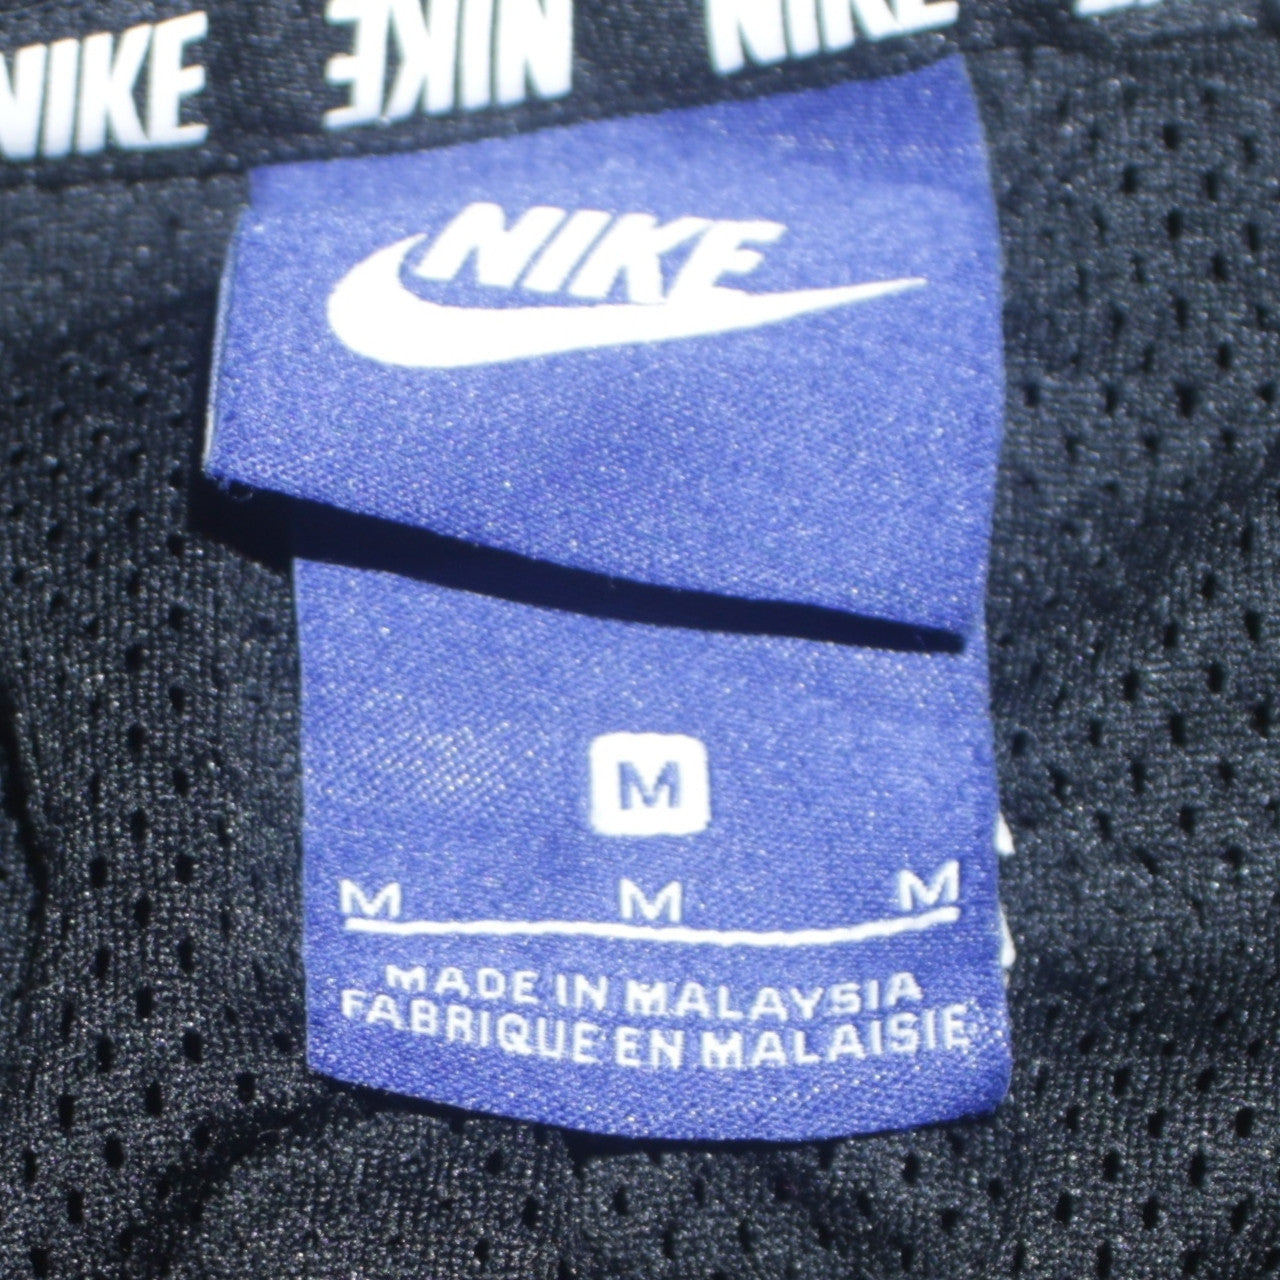 NIKE NIKE NIKE
NIKE
M
M M M
MADE IN MALAYSIA
FABRIQUE EN MALAISIE